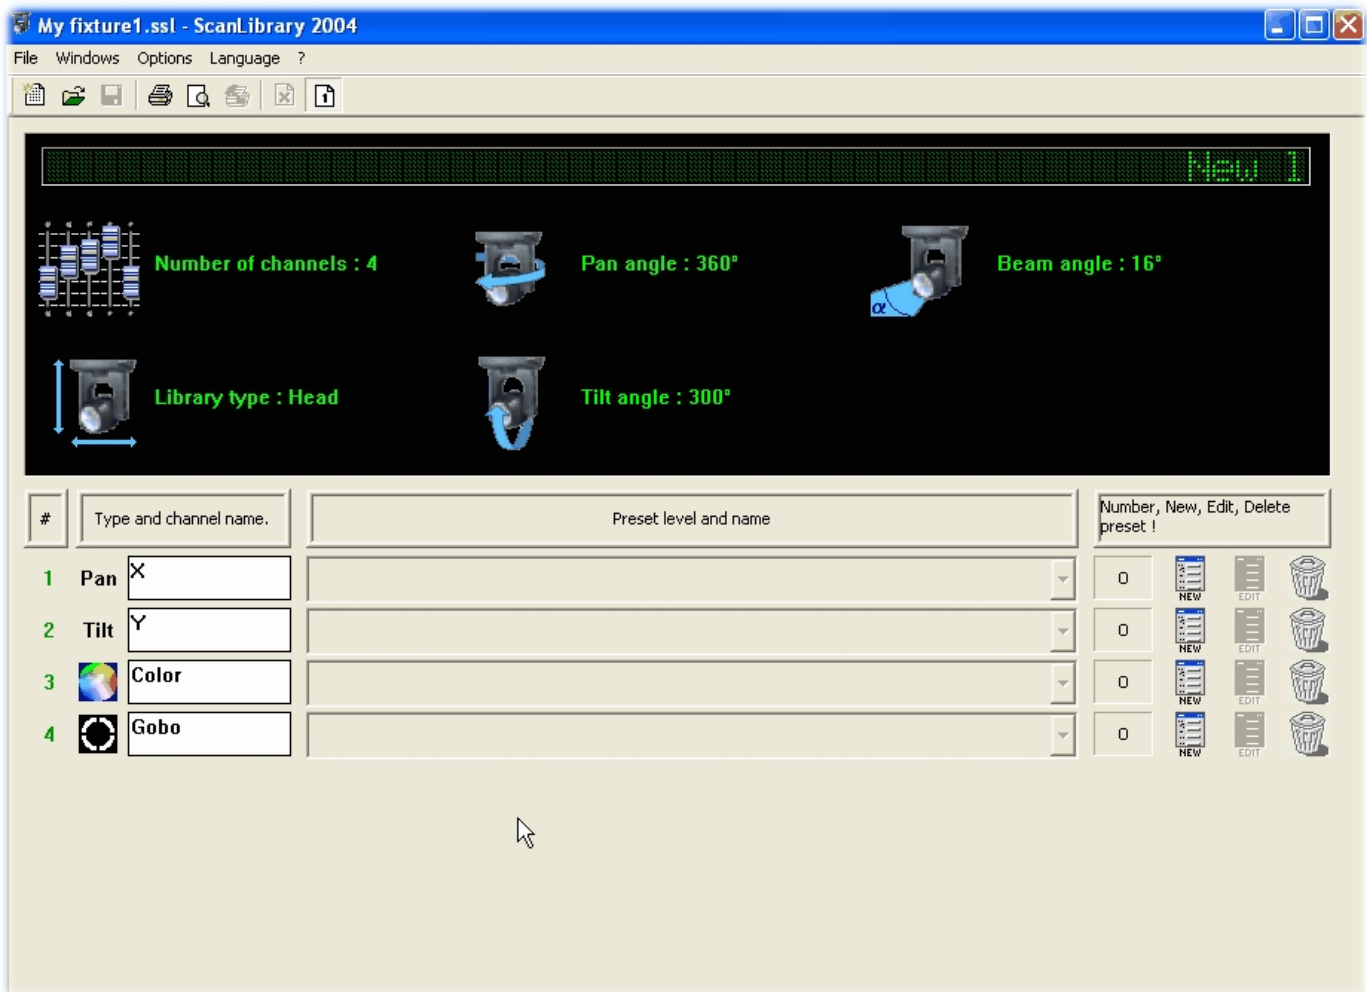 My fixture1.ssl - ScanLibrary 2004
File Windows Options Language ?
1
New 1
Number of channels : 4
Pan angle : 360°
Beam angle : 16°
α
Library type : Head
Tilt angle : 300°
#
Type and channel name.
Preset level and name
Number, New, Edit, Delete
preset !
1 Pan X 0 NEW EDIT
2 Tilt Y 0 NEW EDIT
3 Color 0 NEW EDIT
4 Gobo 0 NEW EDIT